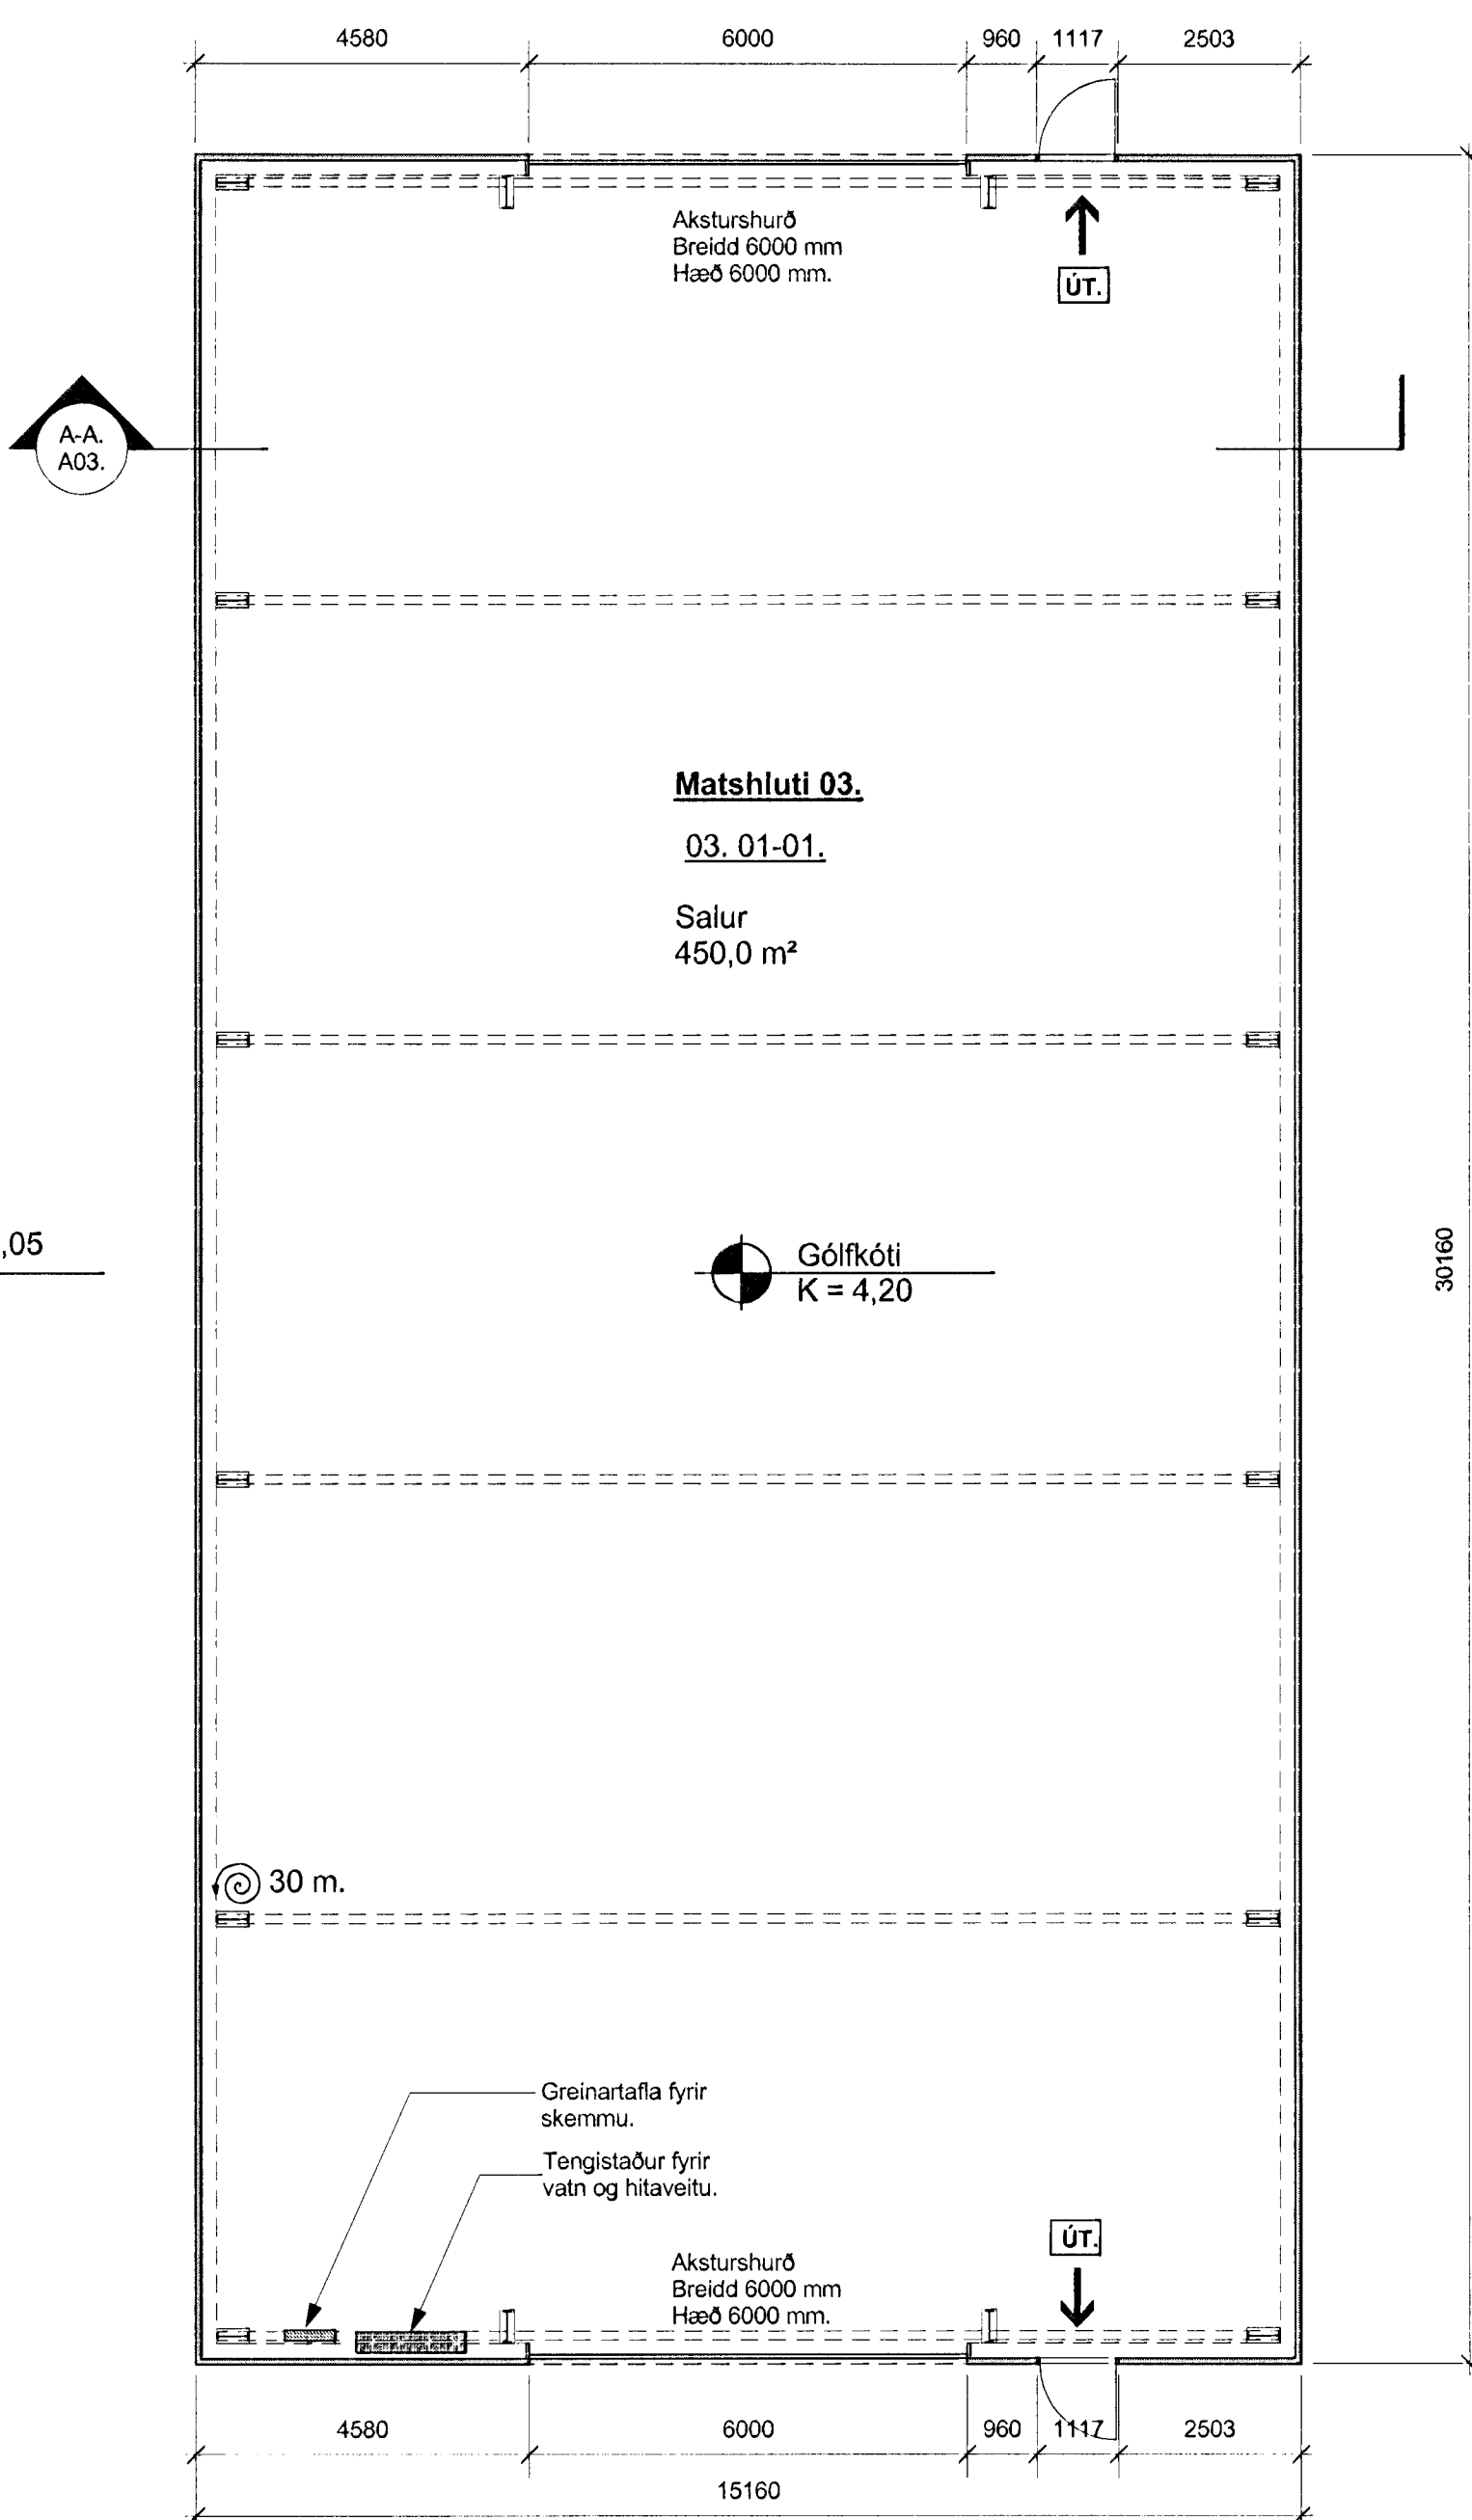 4580 6000 960 1117 2503
Aksturshurð
Breidd 6000 mm
Hæð 6000 mm.
ÚT.
A-A.
A03.
Matshluti 03.
03. 01-01.
Salur
450,0 m²
,05
Gólfkóti
K = 4,20
30160
30 m.
Greinartafla fyrir
skemmu.
Tengistaður fyrir
vatn og hitaveitu.
ÚT.
Aksturshurð
Breidd 6000 mm
Hæð 6000 mm.
4580 6000 960 1117 2503
15160